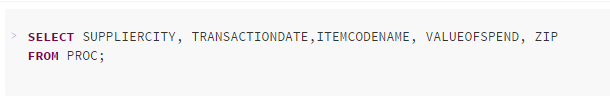 SELECT SUPPLIERCITY, TRANSACTIONDATE,ITEMCODENAME, VALUEOFSPEND, ZIP
FROM PROC;